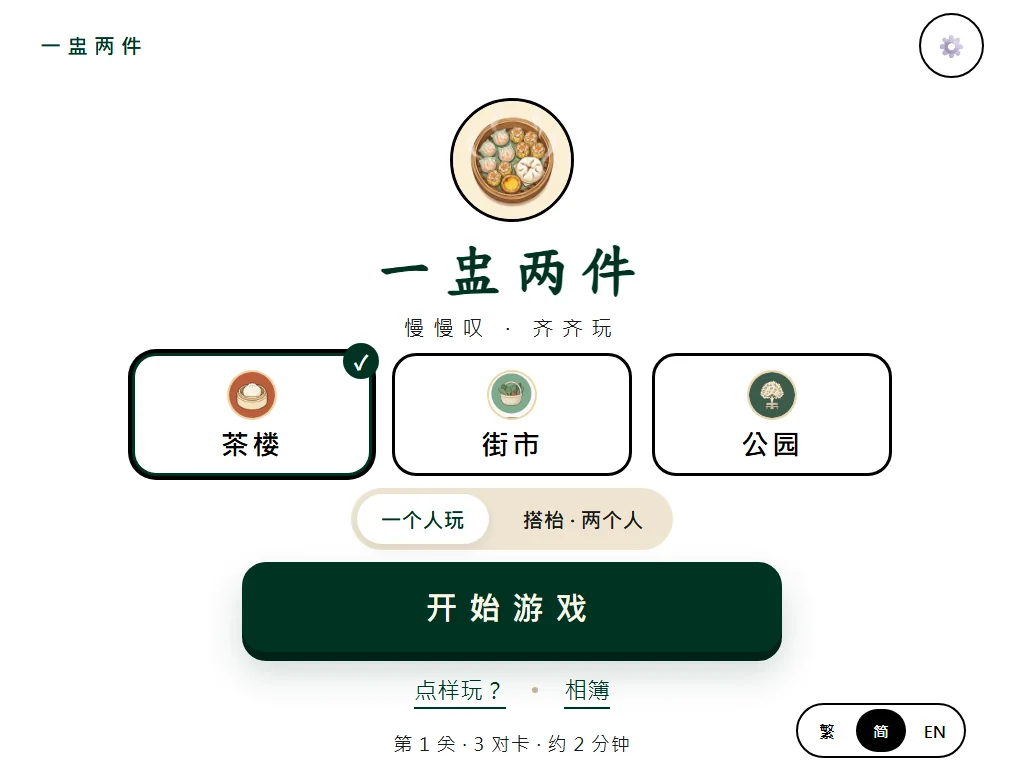 一盅两件
一盅两件
慢慢叹 · 齐齐玩
茶楼
街市
公园
一个人玩
搭枱 · 两个人
开始游戏
点样玩？ • 相簿
第 1 关 · 3 对卡 · 约 2 分钟
繁 简 EN